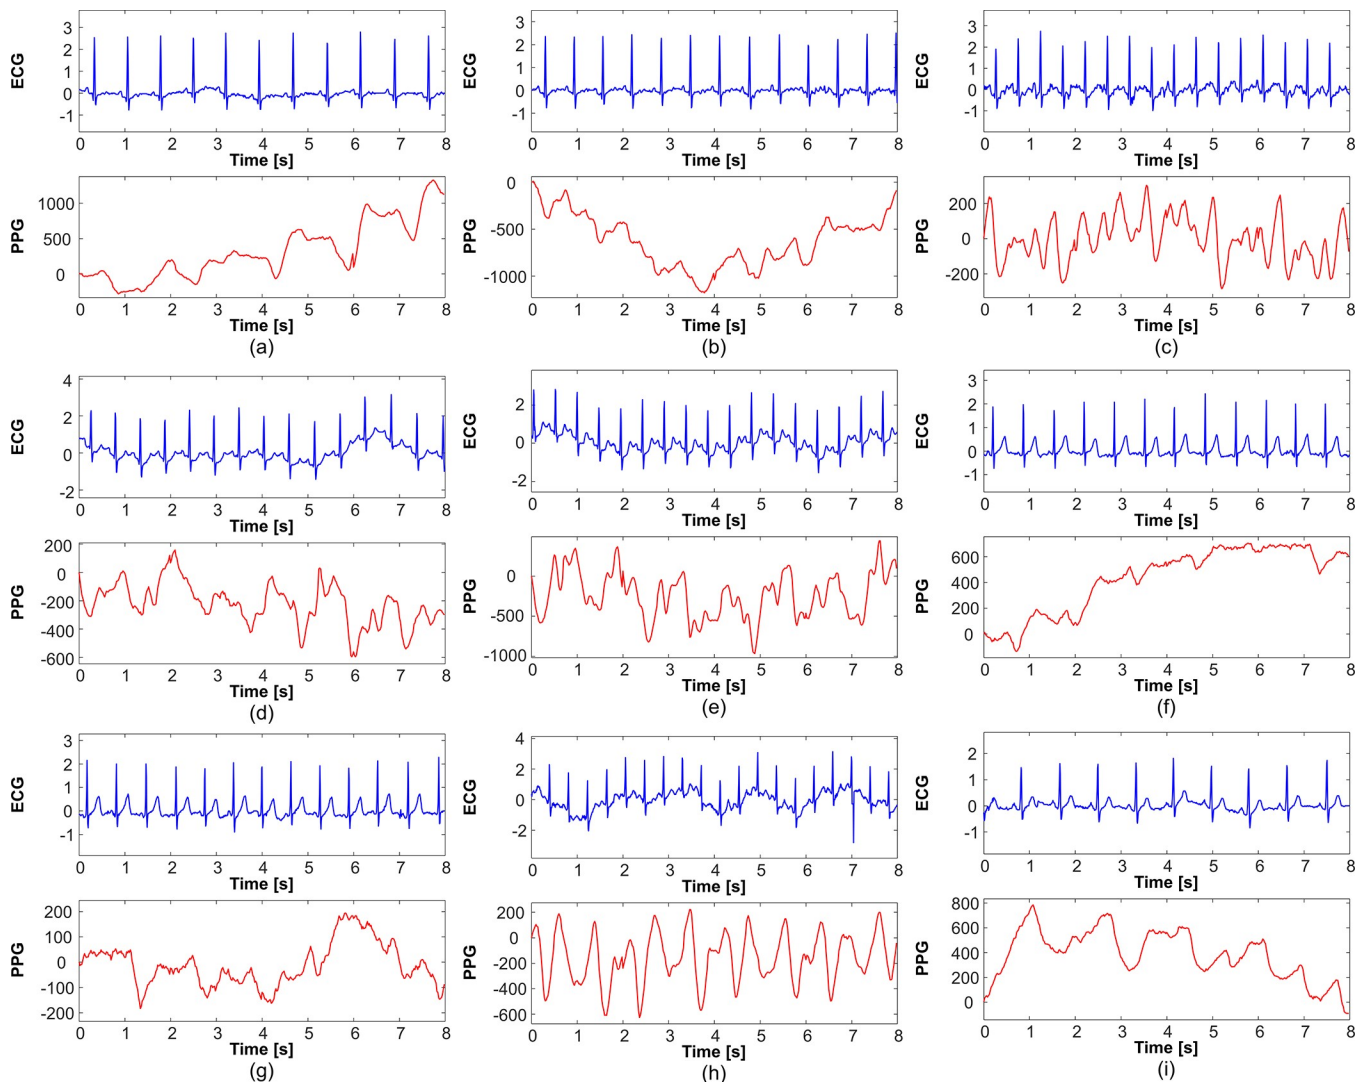 3
2
1
0
-1
ECG
0 1 2 3 4 5 6 7 8
Time [s]
1000
500
0
PPG
0 1 2 3 4 5 6 7 8
Time [s]
(a)
3
2
1
0
-1
ECG
0 1 2 3 4 5 6 7 8
Time [s]
0
-500
-1000
PPG
0 1 2 3 4 5 6 7 8
Time [s]
(b)
3
2
1
0
-1
ECG
0 1 2 3 4 5 6 7 8
Time [s]
200
0
-200
PPG
0 1 2 3 4 5 6 7 8
Time [s]
(c)
4
2
0
-2
ECG
0 1 2 3 4 5 6 7 8
Time [s]
200
0
-200
-400
-600
PPG
0 1 2 3 4 5 6 7 8
Time [s]
(d)
2
0
-2
ECG
0 1 2 3 4 5 6 7 8
Time [s]
0
-500
-1000
PPG
0 1 2 3 4 5 6 7 8
Time [s]
(e)
3
2
1
0
-1
ECG
0 1 2 3 4 5 6 7 8
Time [s]
600
400
200
0
PPG
0 1 2 3 4 5 6 7 8
Time [s]
(f)
3
2
1
0
-1
ECG
0 1 2 3 4 5 6 7 8
Time [s]
200
100
0
-100
-200
PPG
0 1 2 3 4 5 6 7 8
Time [s]
(g)
4
2
0
-2
ECG
0 1 2 3 4 5 6 7 8
Time [s]
200
0
-200
-400
-600
PPG
0 1 2 3 4 5 6 7 8
Time [s]
(h)
2
1
0
-1
ECG
0 1 2 3 4 5 6 7 8
Time [s]
800
600
400
200
0
PPG
0 1 2 3 4 5 6 7 8
Time [s]
(i)